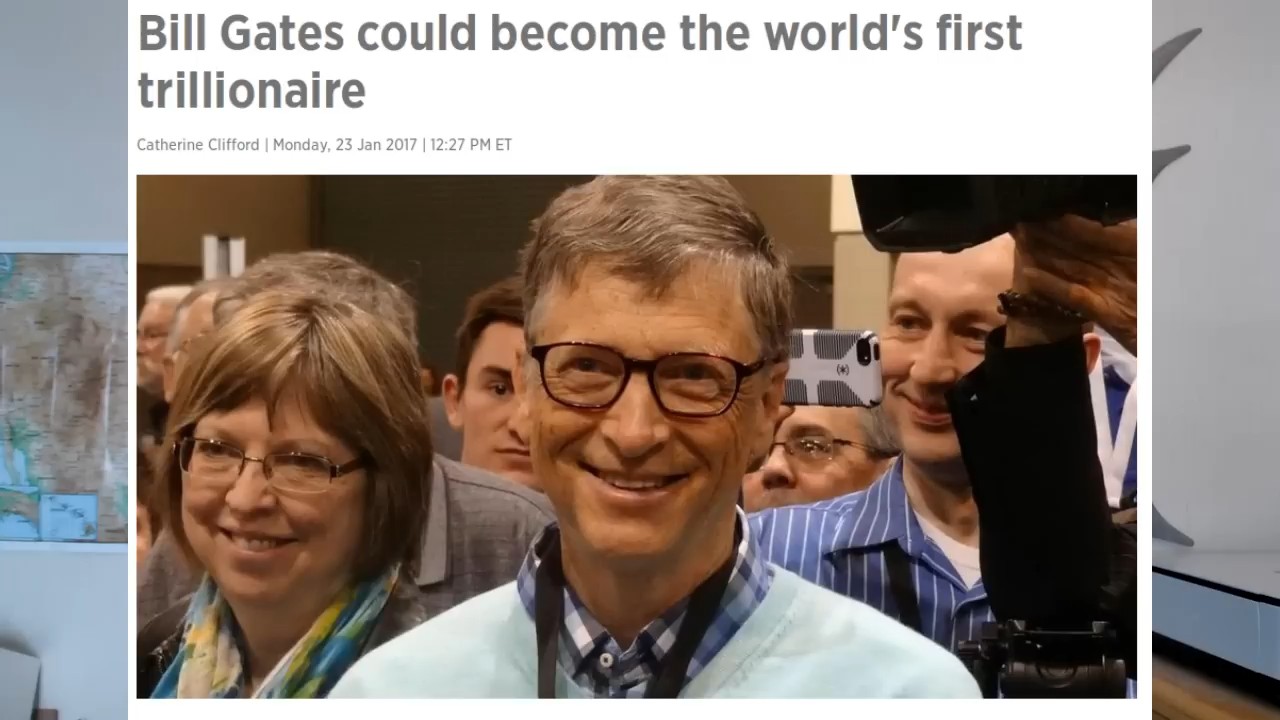 Bill Gates could become the world's first
trillionaire
Catherine Clifford | Monday, 23 Jan 2017 | 12:27 PM ET